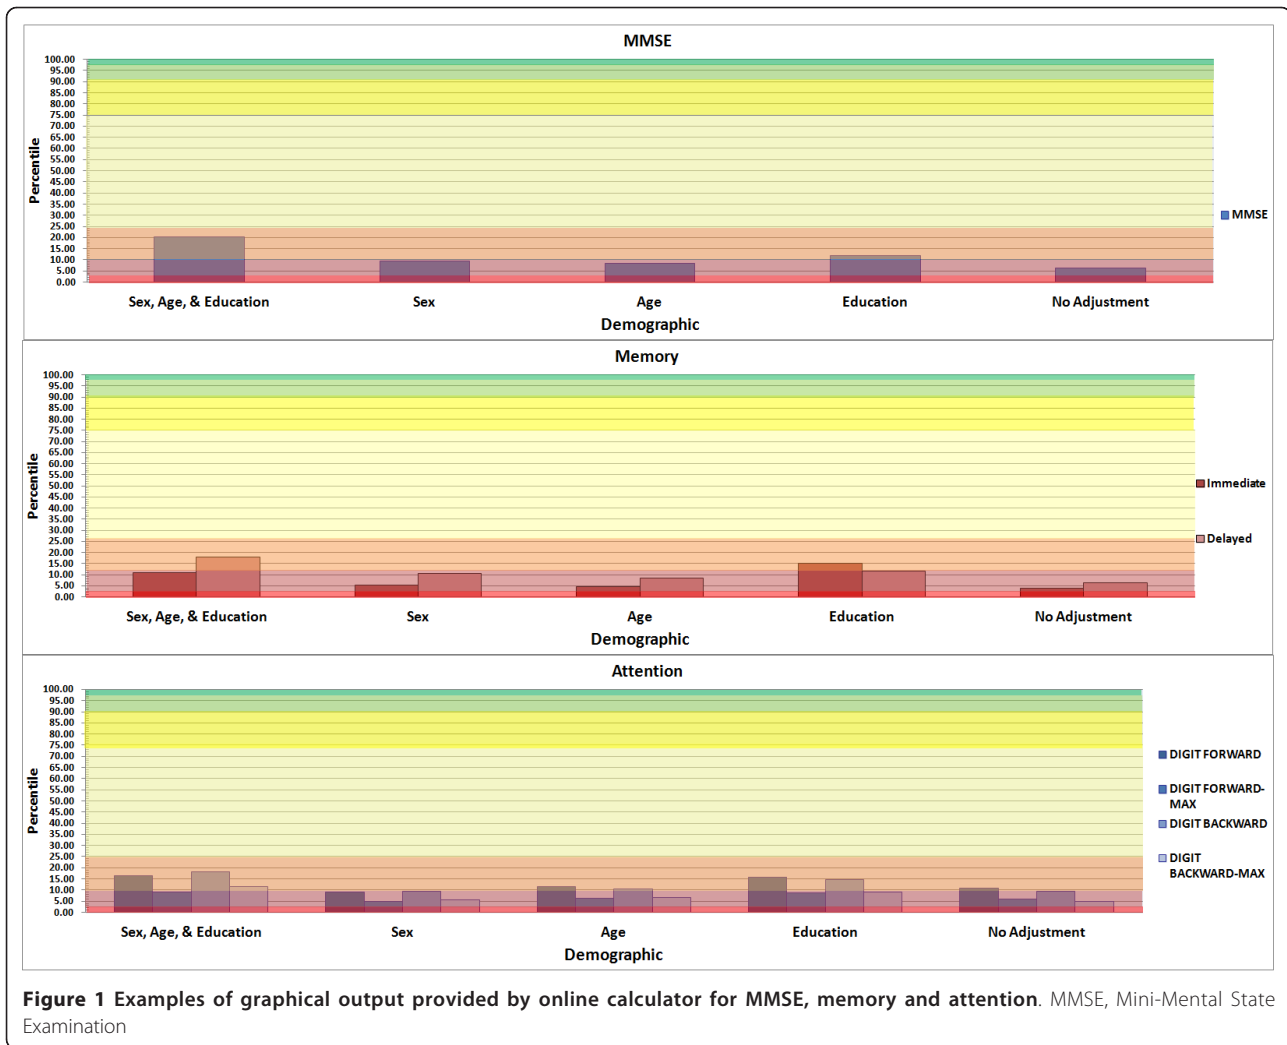 MMSE
Percentile
100.00
95.00
90.00
85.00
80.00
75.00
70.00
65.00
60.00
55.00
50.00
45.00
40.00
35.00
30.00
25.00
20.00
15.00
10.00
5.00
0.00
MMSE
Sex, Age, & Education Sex Age Education No Adjustment
Demographic
Memory
Percentile
100.00
95.00
90.00
85.00
80.00
75.00
70.00
65.00
60.00
55.00
50.00
45.00
40.00
35.00
30.00
25.00
20.00
15.00
10.00
5.00
0.00
Immediate
Delayed
Sex, Age, & Education Sex Age Education No Adjustment
Demographic
Attention
Percentile
100.00
95.00
90.00
85.00
80.00
75.00
70.00
65.00
60.00
55.00
50.00
45.00
40.00
35.00
30.00
25.00
20.00
15.00
10.00
5.00
0.00
DIGIT FORWARD
DIGIT FORWARD-
MAX
DIGIT BACKWARD
DIGIT
BACKWARD-MAX
Sex, Age, & Education Sex Age Education No Adjustment
Demographic
Figure 1 Examples of graphical output provided by online calculator for MMSE, memory and attention. MMSE, Mini-Mental State
Examination